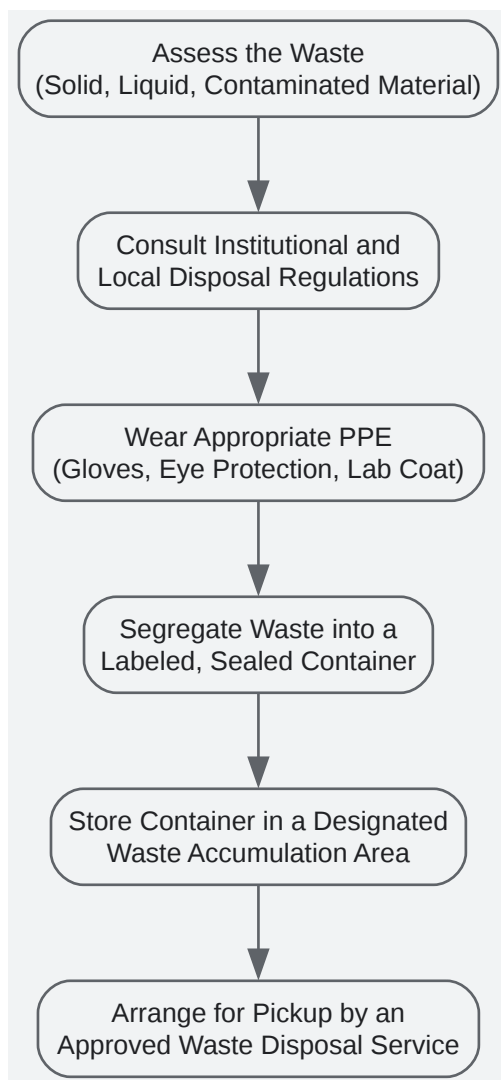 Assess the Waste
(Solid, Liquid, Contaminated Material)
Consult Institutional and
Local Disposal Regulations
Wear Appropriate PPE
(Gloves, Eye Protection, Lab Coat)
Segregate Waste into a
Labeled, Sealed Container
Store Container in a Designated
Waste Accumulation Area
Arrange for Pickup by an
Approved Waste Disposal Service